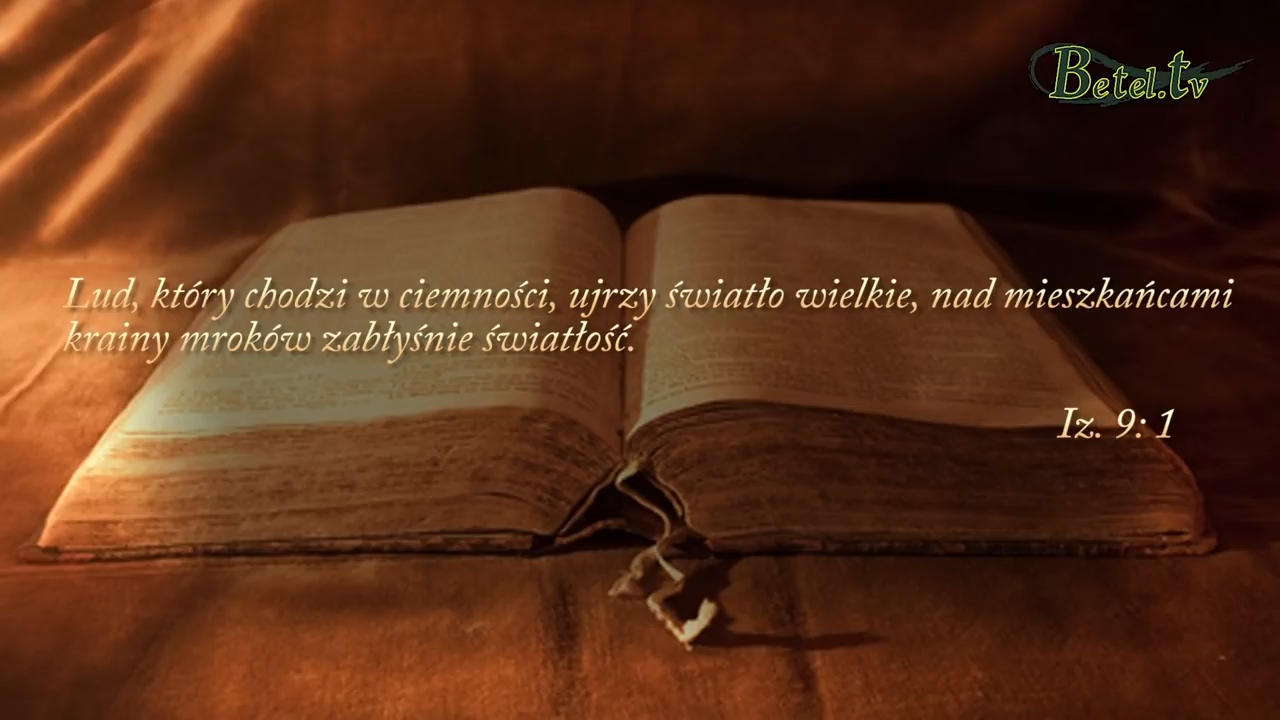 Betel.tv
Lud, który chodzi w ciemności, ujrzy światło wielkie, nad mieszkańcami
krainy mroków zabłyśnie światłość.
Iz. 9: 1